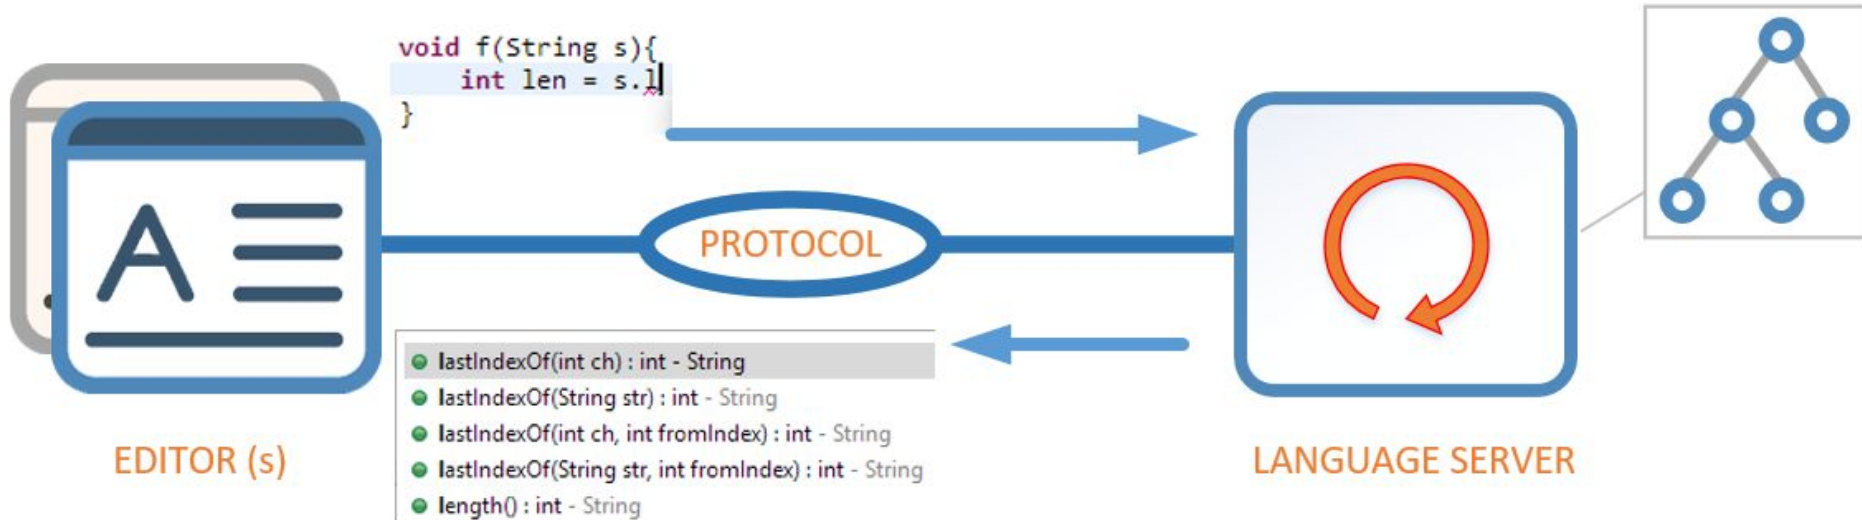 void f(String s){
int len = s.l
}
PROTOCOL
lastIndexOf(int ch) : int - String
lastIndexOf(String str) : int - String
lastIndexOf(int ch, int fromIndex) : int - String
lastIndexOf(String str, int fromIndex) : int - String
length() : int - String
EDITOR (s)
LANGUAGE SERVER